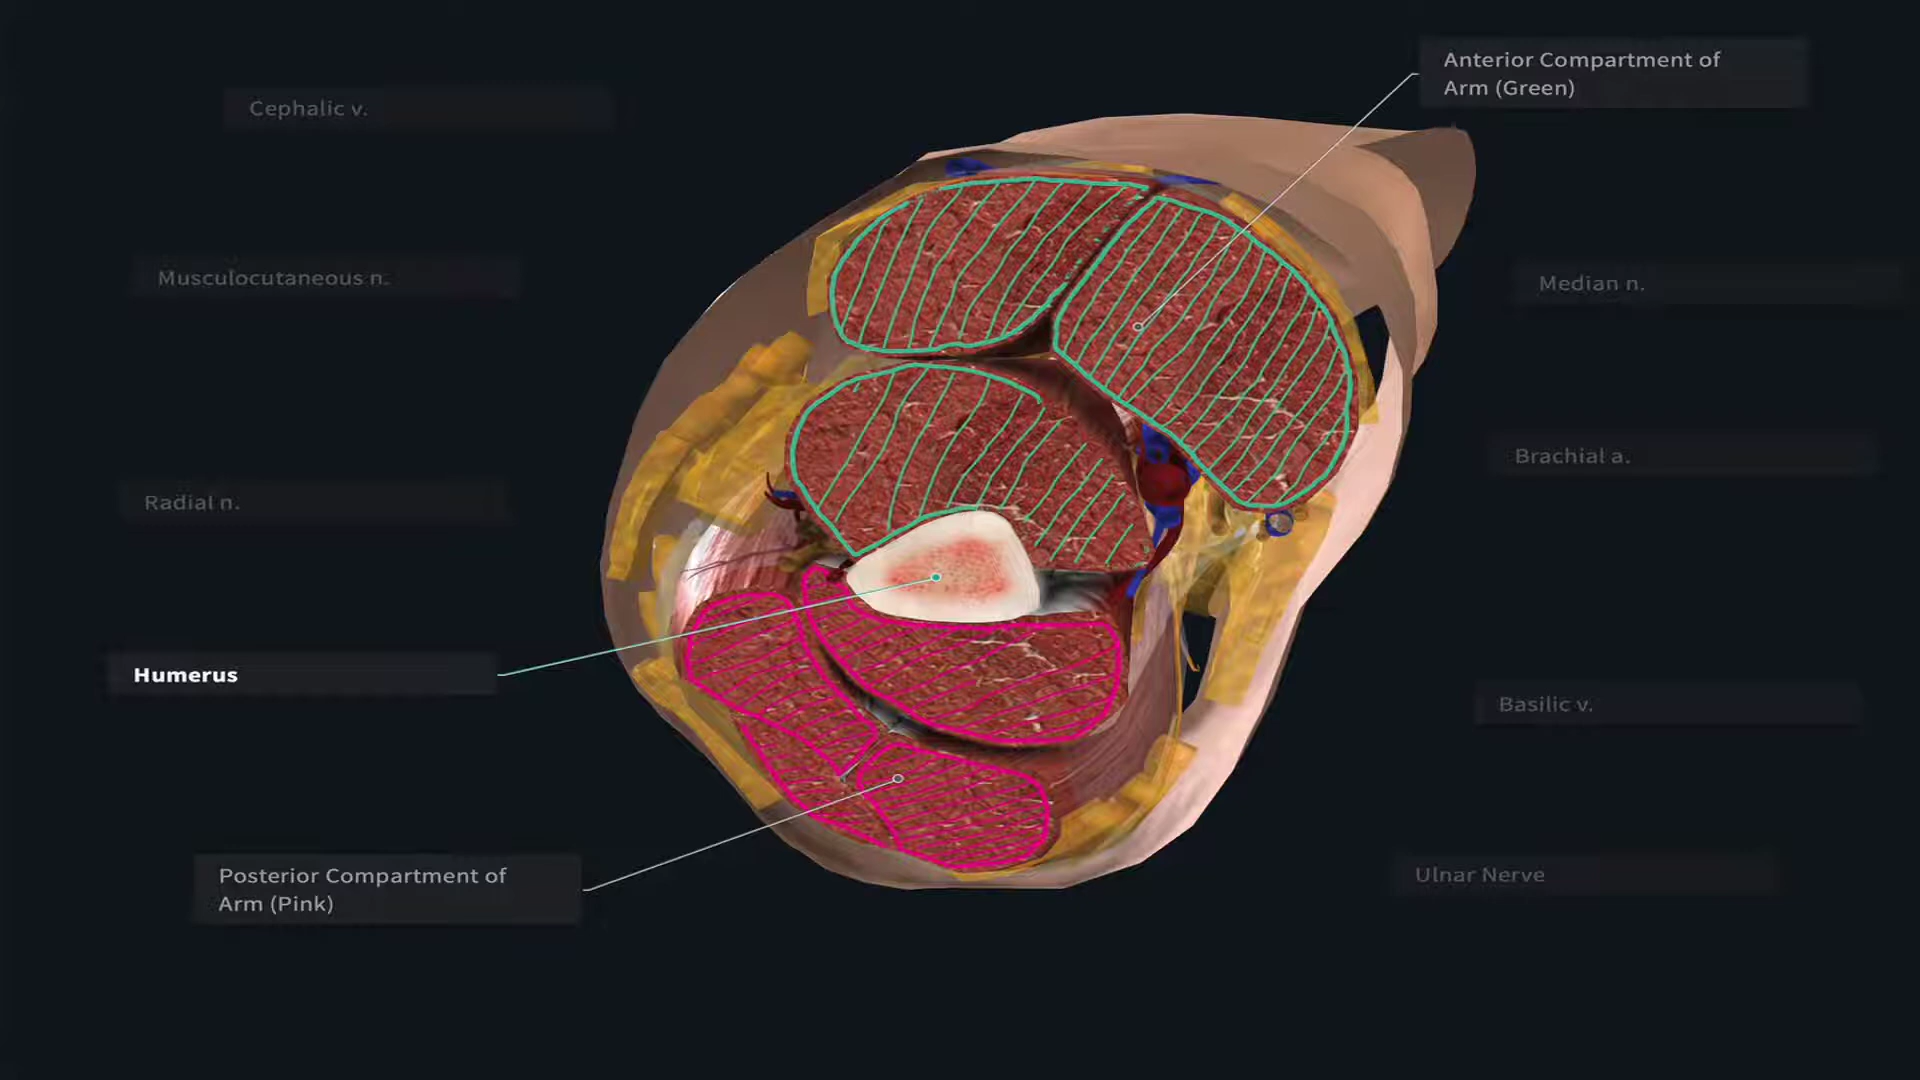 Anterior Compartment of
Arm (Green)
Cephalic v.
Musculocutaneous n.
Median n.
Brachial a.
Radial n.
Humerus
Basilic v.
Posterior Compartment of
Arm (Pink)
Ulnar Nerve